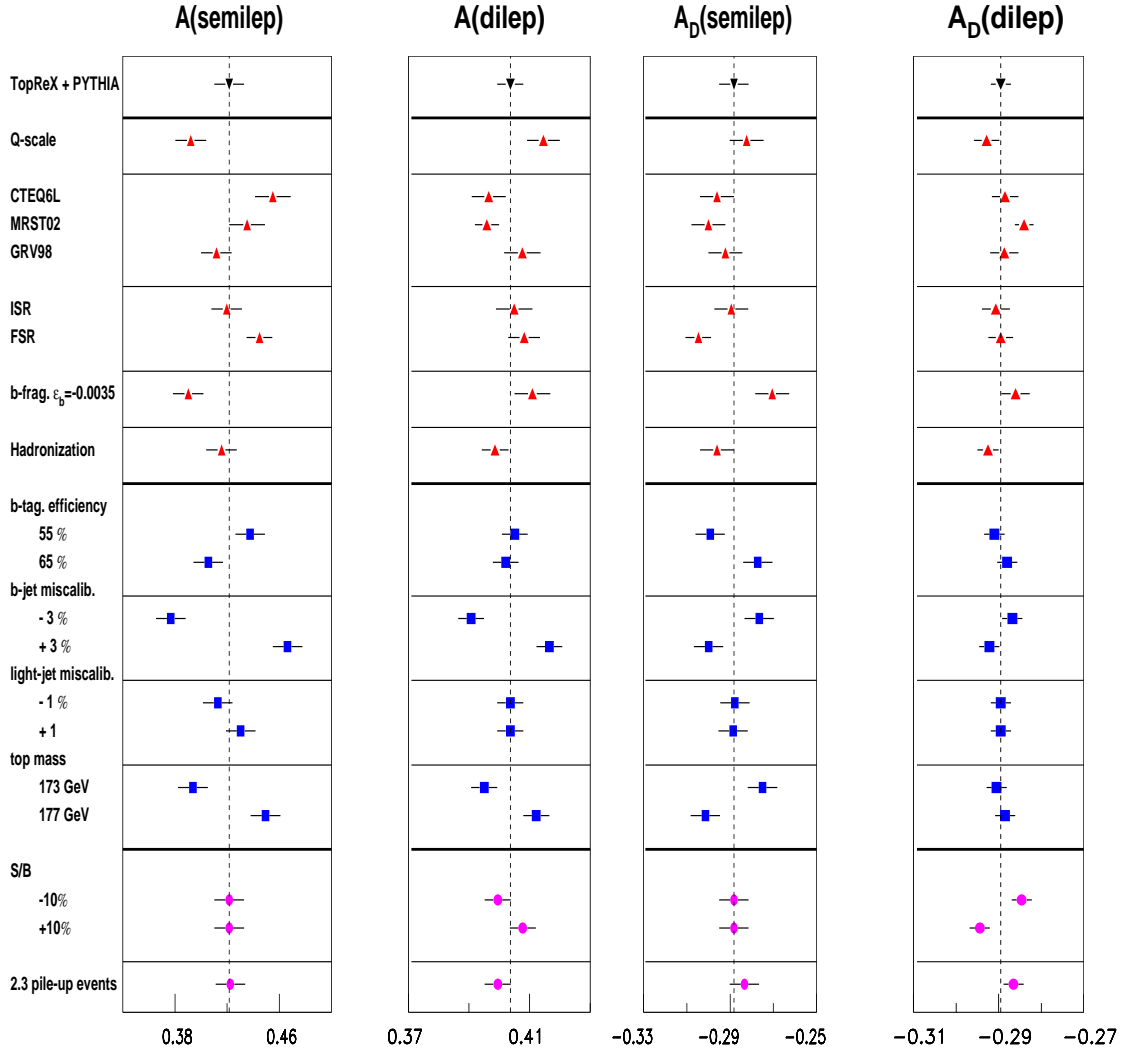 A(semilep) A(dilep) A_D(semilep) A_D(dilep)
TopReX + PYTHIA
Q-scale
CTEQ6L
MRST02
GRV98
ISR
FSR
b-frag. ε_b=-0.0035
Hadronization
b-tag. efficiency
55 %
65 %
b-jet miscalib.
- 3 %
+ 3 %
light-jet miscalib.
- 1 %
+ 1
top mass
173 GeV
177 GeV
S/B
-10%
+10%
2.3 pile-up events
0.38 0.46 0.37 0.41 −0.33 −0.29 −0.25 −0.31 −0.29 −0.27